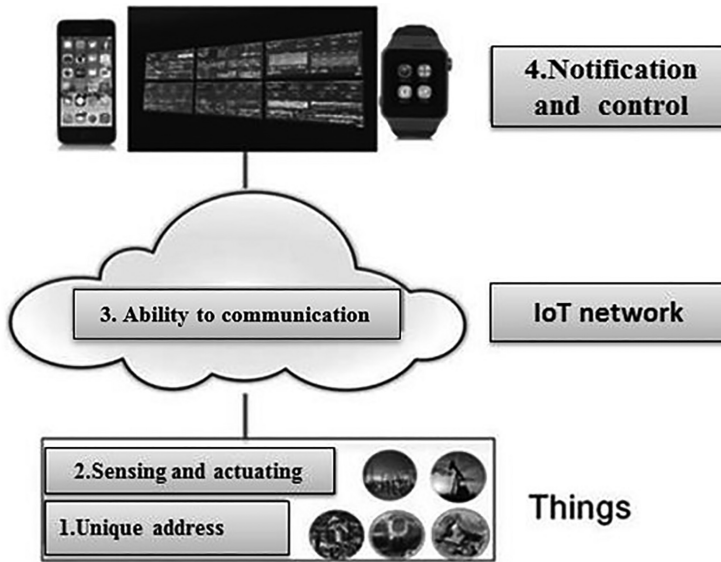 4.Notification
and control
3. Ability to communication
IoT network
2.Sensing and actuating
1.Unique address
Things